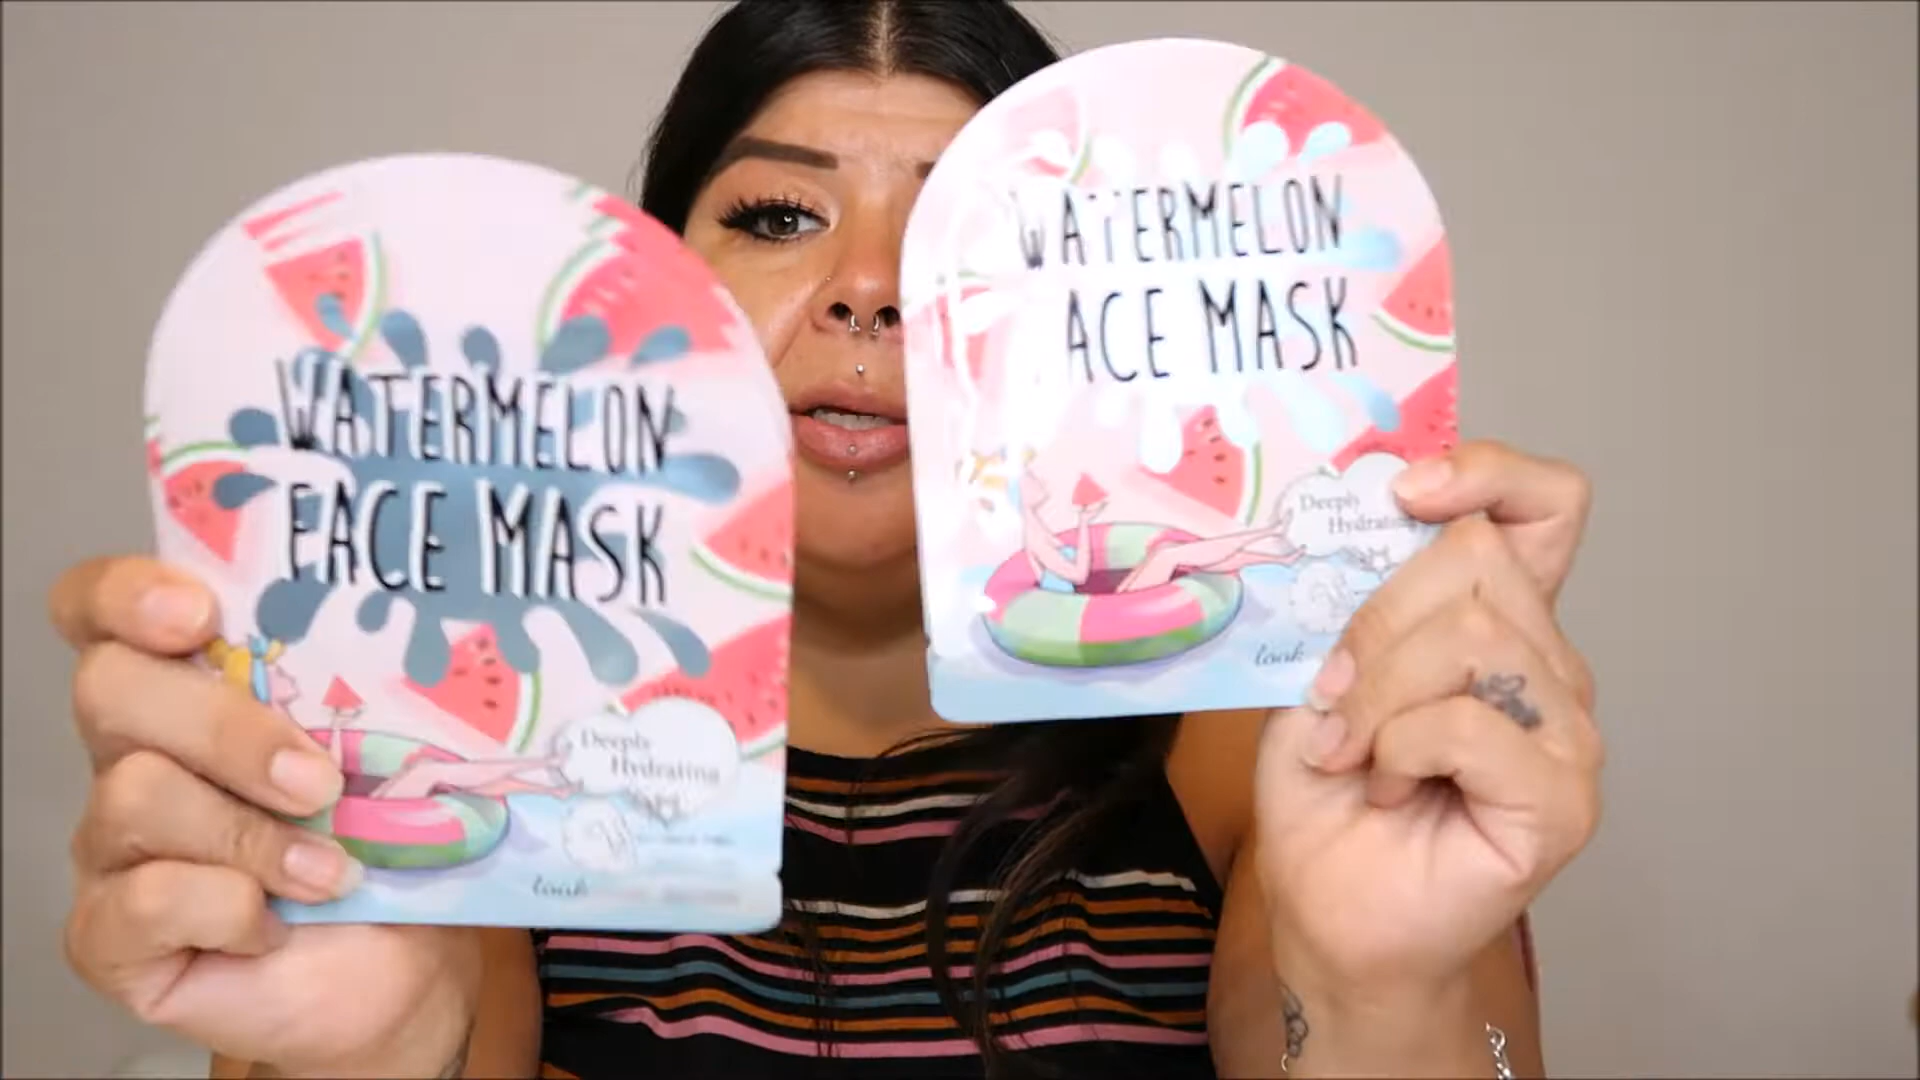 WATERMELON
FACE MASK
Deeply
Hydrating
look
WATERMELON
ACE MASK
Deeply
Hydrating
look